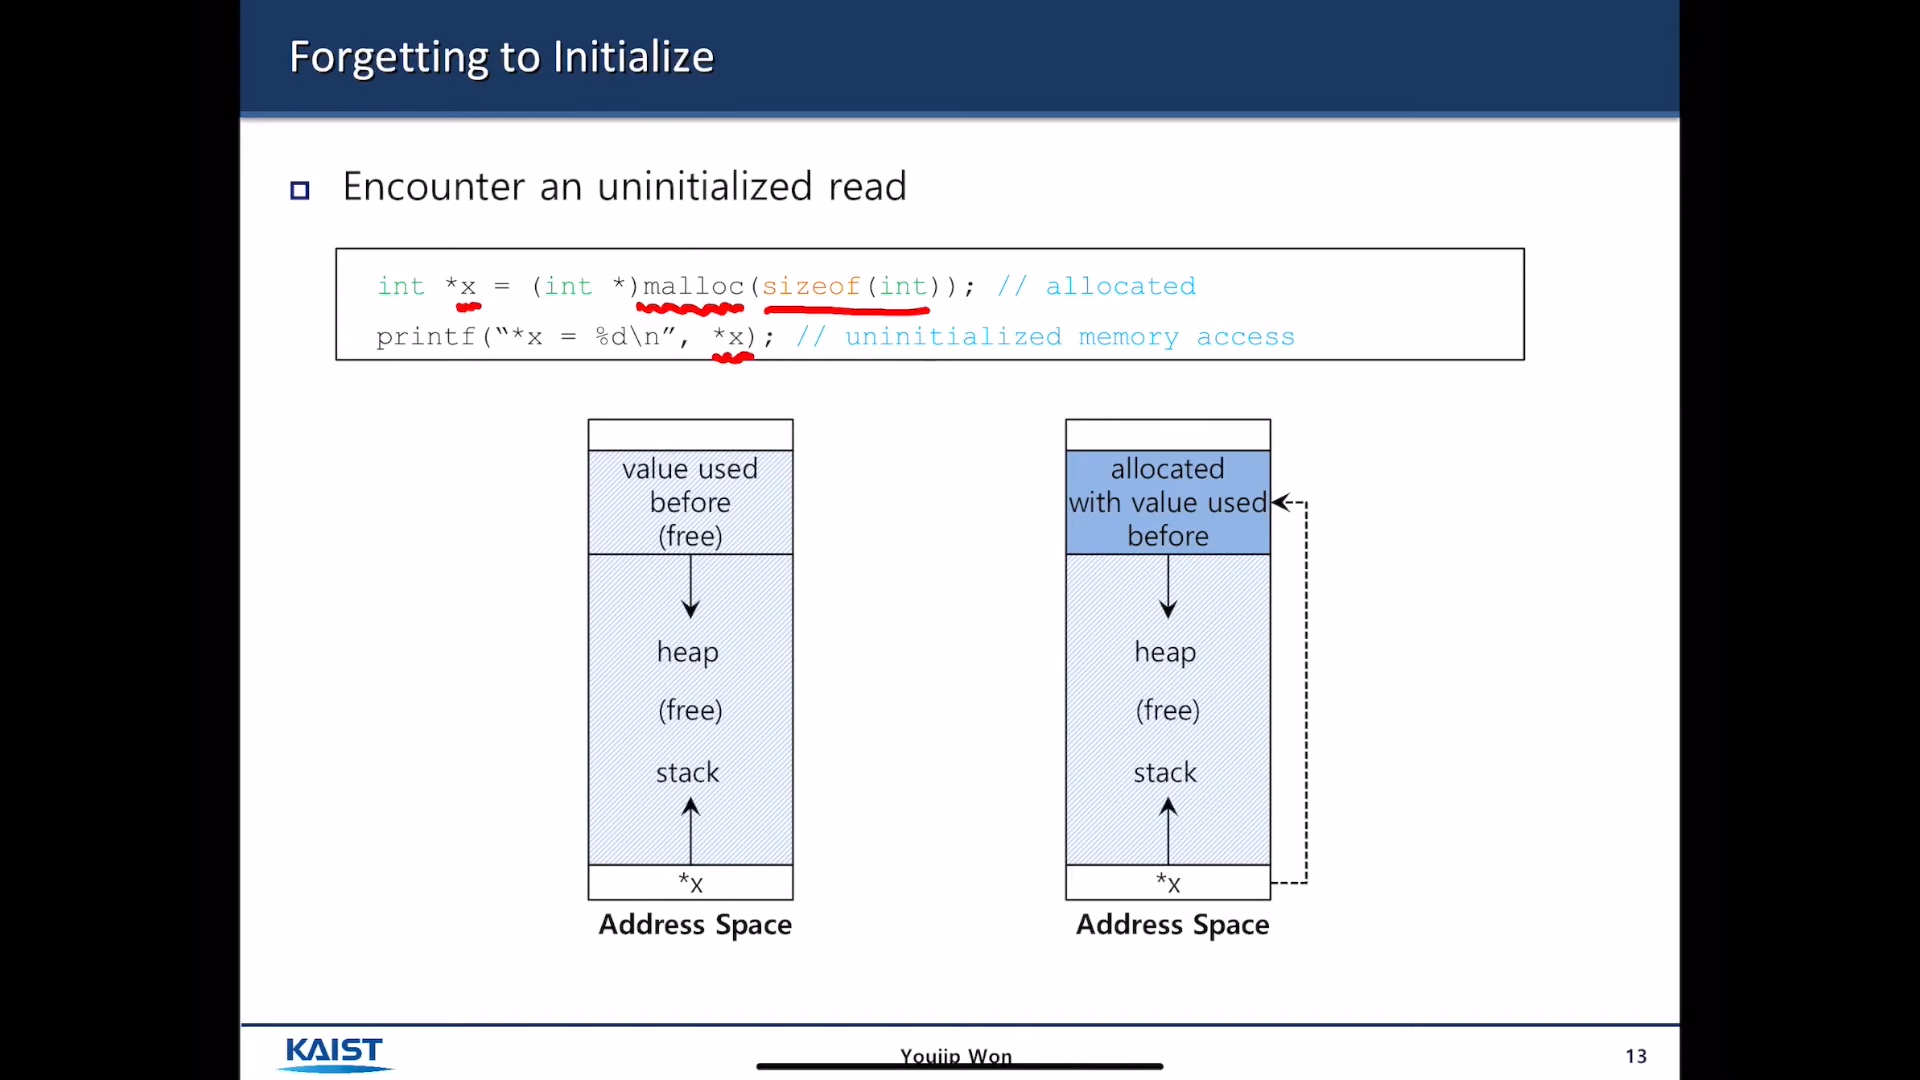 Forgetting to Initialize
Encounter an uninitialized read
int *x = (int *)malloc(sizeof(int)); // allocated
printf(“*x = %d\n”, *x); // uninitialized memory access
value used
before
(free)
heap
(free)
stack
*x
Address Space
allocated
with value used
before
heap
(free)
stack
*x
Address Space
KAIST
Youjip Won
13